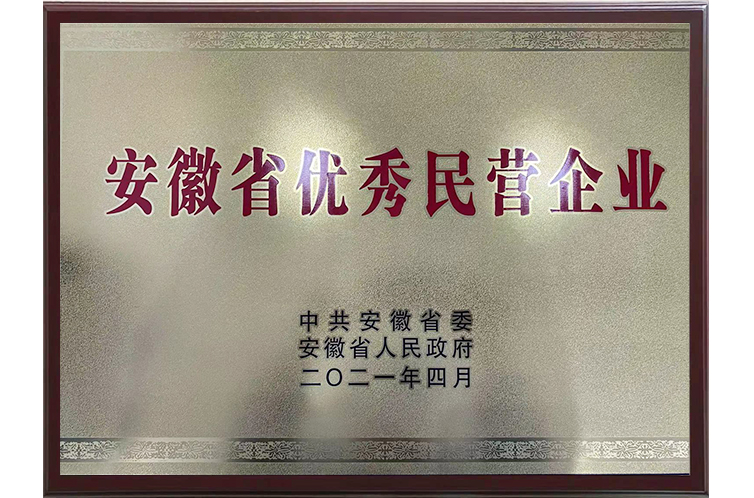 安徽省优秀民营企业
中共安徽省委
安徽省人民政府
二〇二一年四月